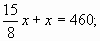 15/8 x + x = 460;